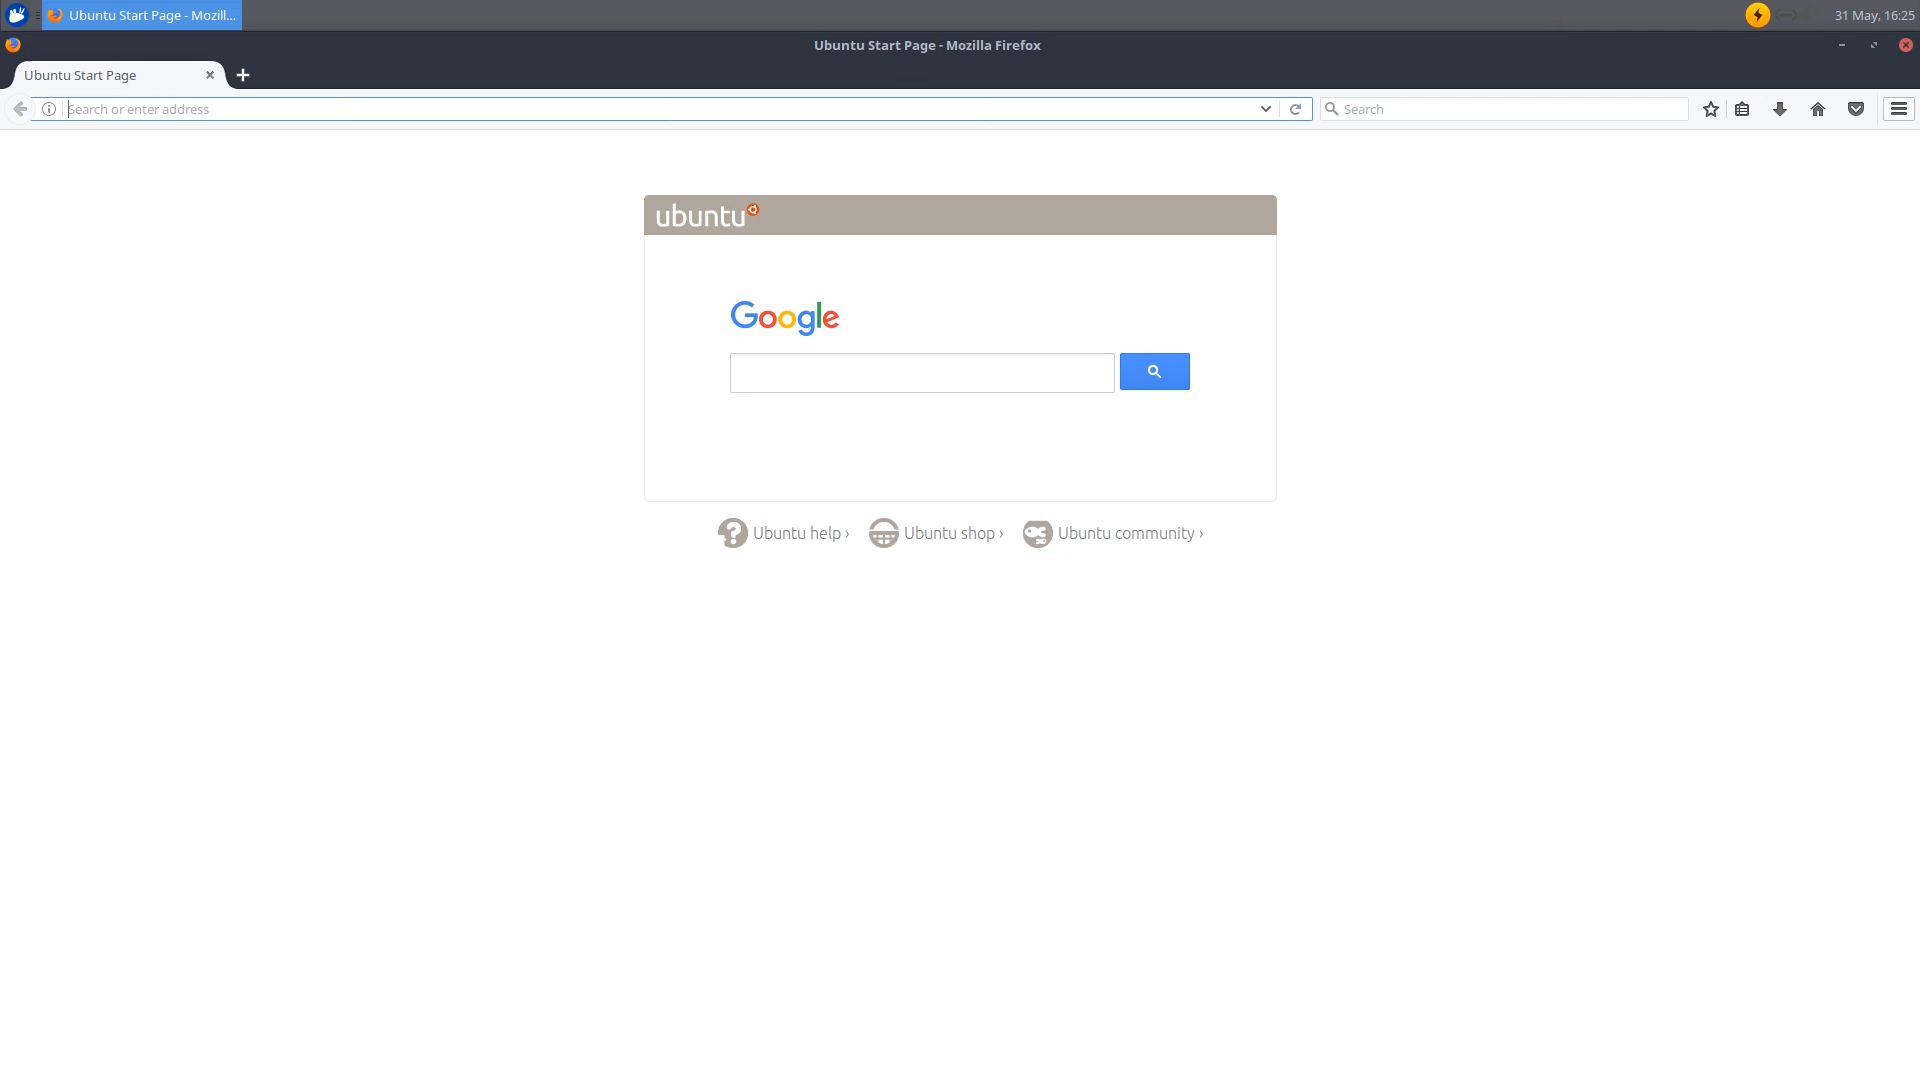 Ubuntu Start Page - Mozill...
31 May, 16:25
Ubuntu Start Page - Mozilla Firefox
Ubuntu Start Page
Search or enter address
Search
ubuntu
Google
Ubuntu help ›
Ubuntu shop ›
Ubuntu community ›